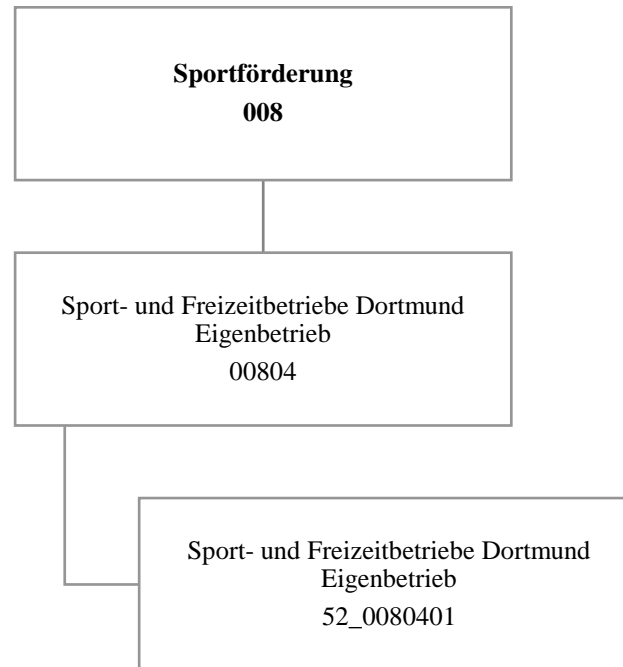 Sportförderung
008
Sport- und Freizeitbetriebe Dortmund
Eigenbetrieb
00804
Sport- und Freizeitbetriebe Dortmund
Eigenbetrieb
52_0080401